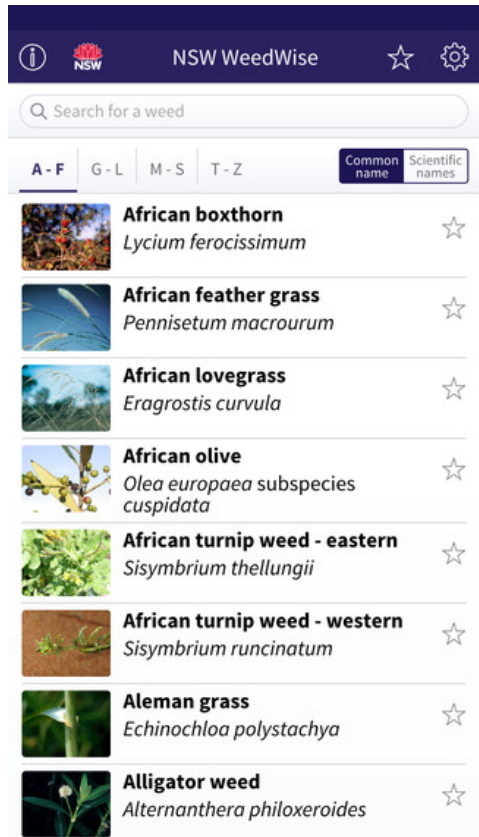 NSW
NSW WeedWise
Search for a weed
A - F G - L M - S T - Z
Common name
Scientific names
African boxthorn
Lycium ferocissimum
African feather grass
Pennisetum macrourum
African lovegrass
Eragrostis curvula
African olive
Olea europaea subspecies
cuspidata
African turnip weed - eastern
Sisymbrium thellungii
African turnip weed - western
Sisymbrium runcinatum
Aleman grass
Echinochloa polystachya
Alligator weed
Alternanthera philoxeroides